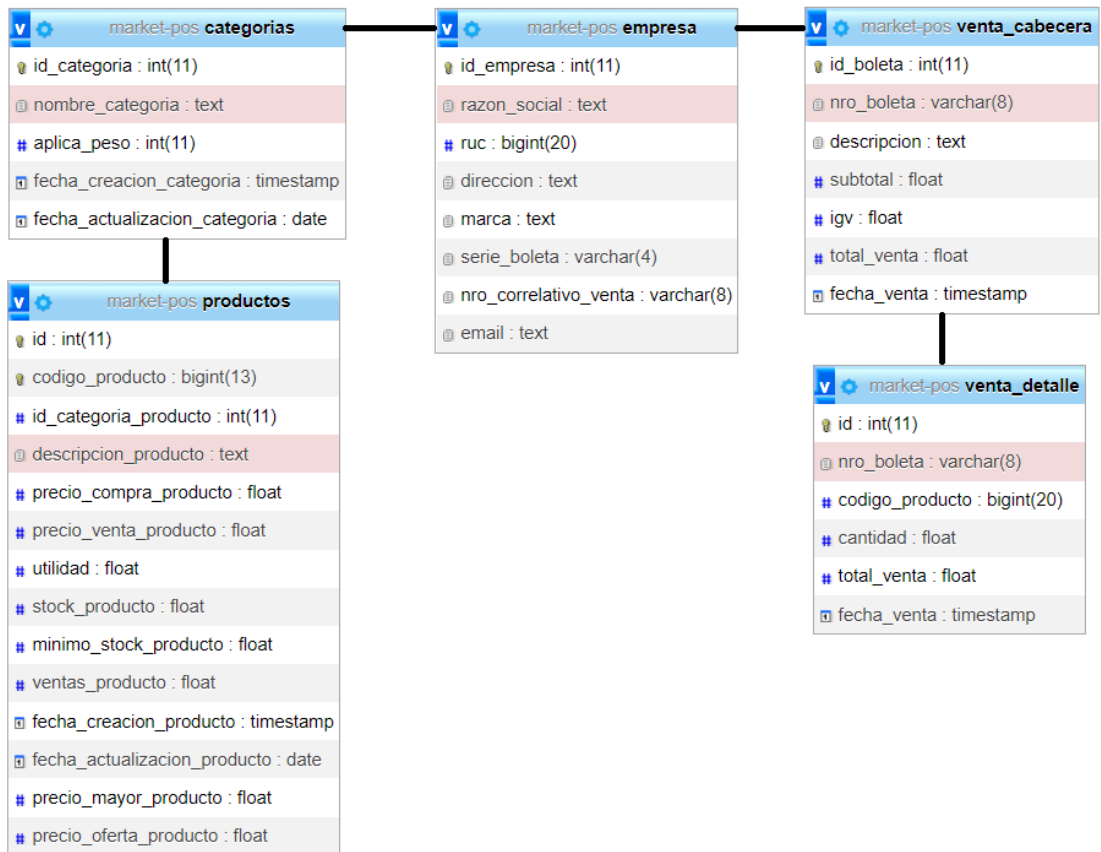 market-pos categorias
id_categoria : int(11)
nombre_categoria : text
aplica_peso : int(11)
fecha_creacion_categoria : timestamp
fecha_actualizacion_categoria : date
market-pos productos
id : int(11)
codigo_producto : bigint(13)
id_categoria_producto : int(11)
descripcion_producto : text
precio_compra_producto : float
precio_venta_producto : float
utilidad : float
stock_producto : float
minimo_stock_producto : float
ventas_producto : float
fecha_creacion_producto : timestamp
fecha_actualizacion_producto : date
precio_mayor_producto : float
precio_oferta_producto : float
market-pos empresa
id_empresa : int(11)
razon_social : text
ruc : bigint(20)
direccion : text
marca : text
serie_boleta : varchar(4)
nro_correlativo_venta : varchar(8)
email : text
market-pos venta_cabecera
id_boleta : int(11)
nro_boleta : varchar(8)
descripcion : text
subtotal : float
igv : float
total_venta : float
fecha_venta : timestamp
market-pos venta_detalle
id : int(11)
nro_boleta : varchar(8)
codigo_producto : bigint(20)
cantidad : float
total_venta : float
fecha_venta : timestamp